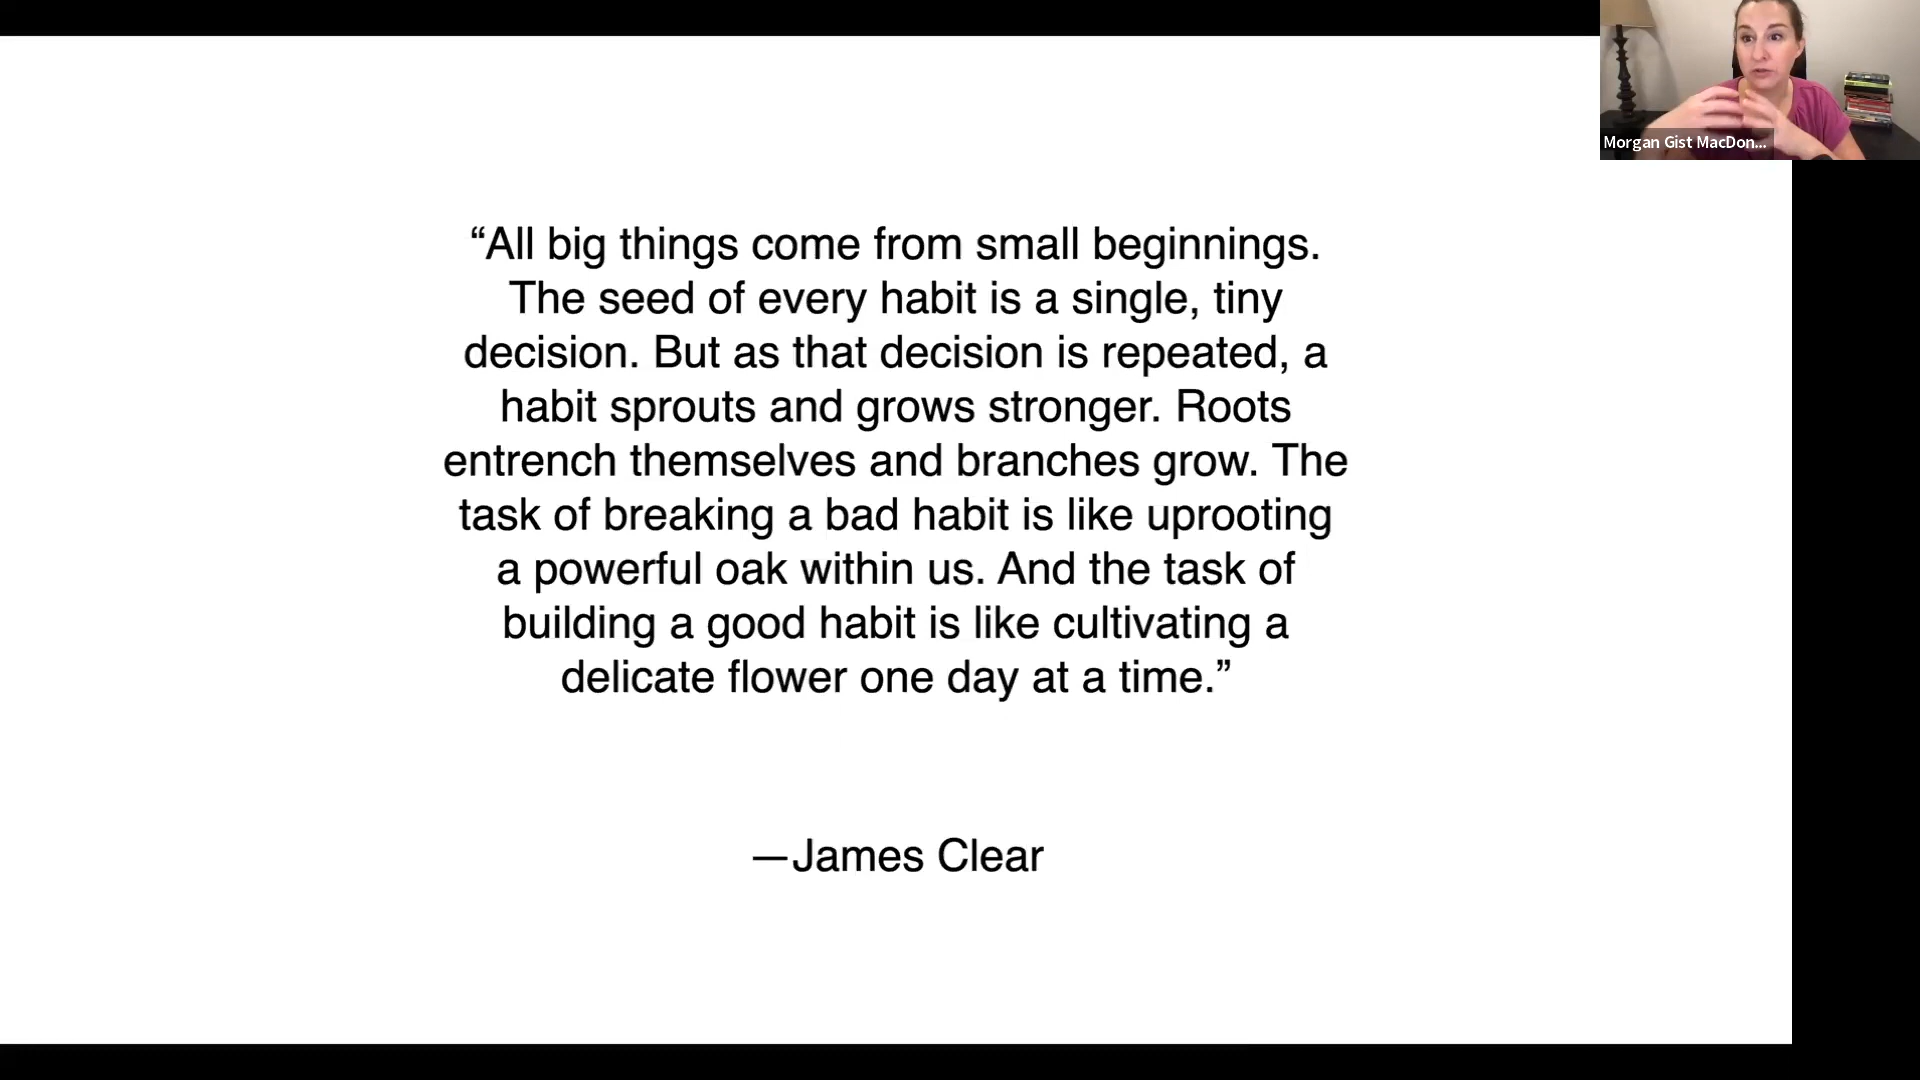 Morgan Gist MacDon...
“All big things come from small beginnings.
The seed of every habit is a single, tiny
decision. But as that decision is repeated, a
habit sprouts and grows stronger. Roots
entrench themselves and branches grow. The
task of breaking a bad habit is like uprooting
a powerful oak within us. And the task of
building a good habit is like cultivating a
delicate flower one day at a time.”
—James Clear